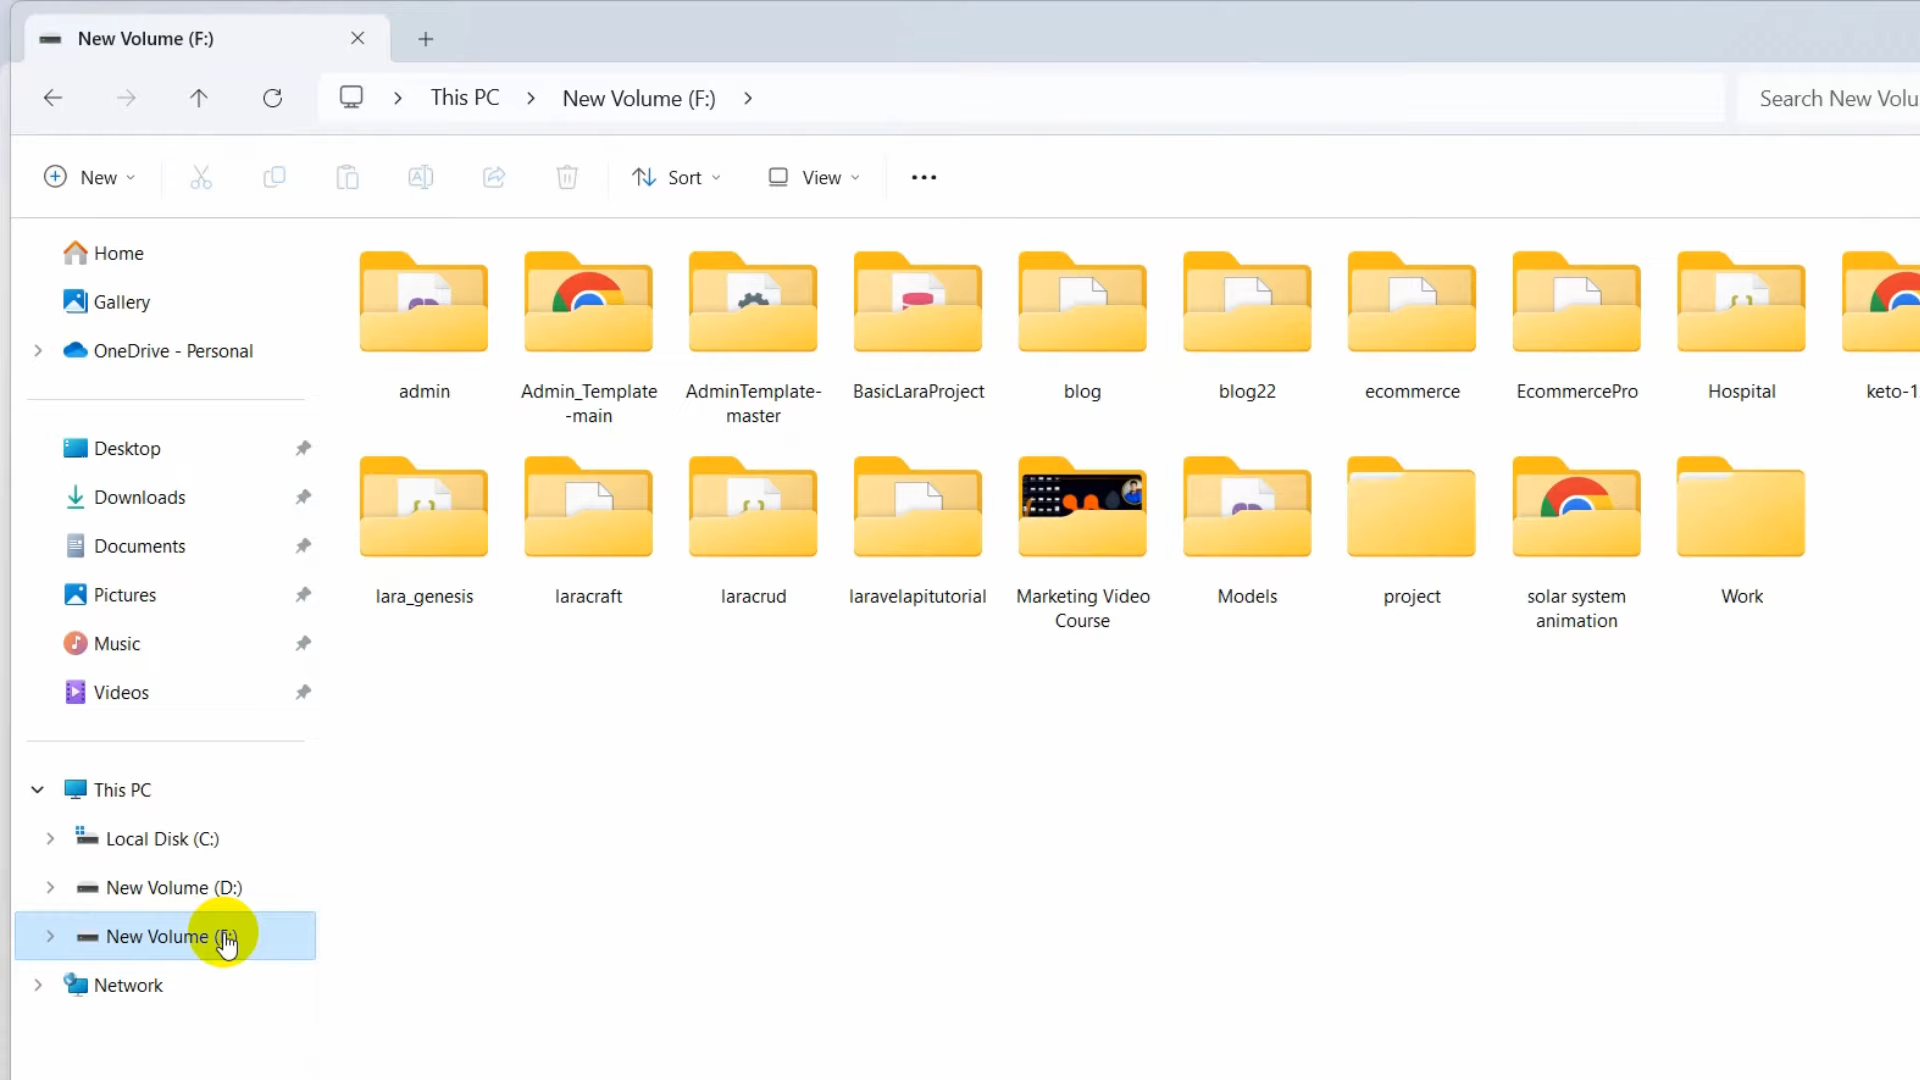 New Volume (F:)
This PC
New Volume (F:)
Search New Volu
New
Sort
View
Home
Gallery
OneDrive - Personal
Desktop
Downloads
Documents
Pictures
Music
Videos
This PC
Local Disk (C:)
New Volume (D:)
New Volume (F:)
Network
admin
Admin_Template
-main
AdminTemplate-
master
BasicLaraProject
blog
blog22
ecommerce
EcommercePro
Hospital
keto-1
lara_genesis
laracraft
laracrud
laravelapitutorial
Marketing Video
Course
Models
project
solar system
animation
Work